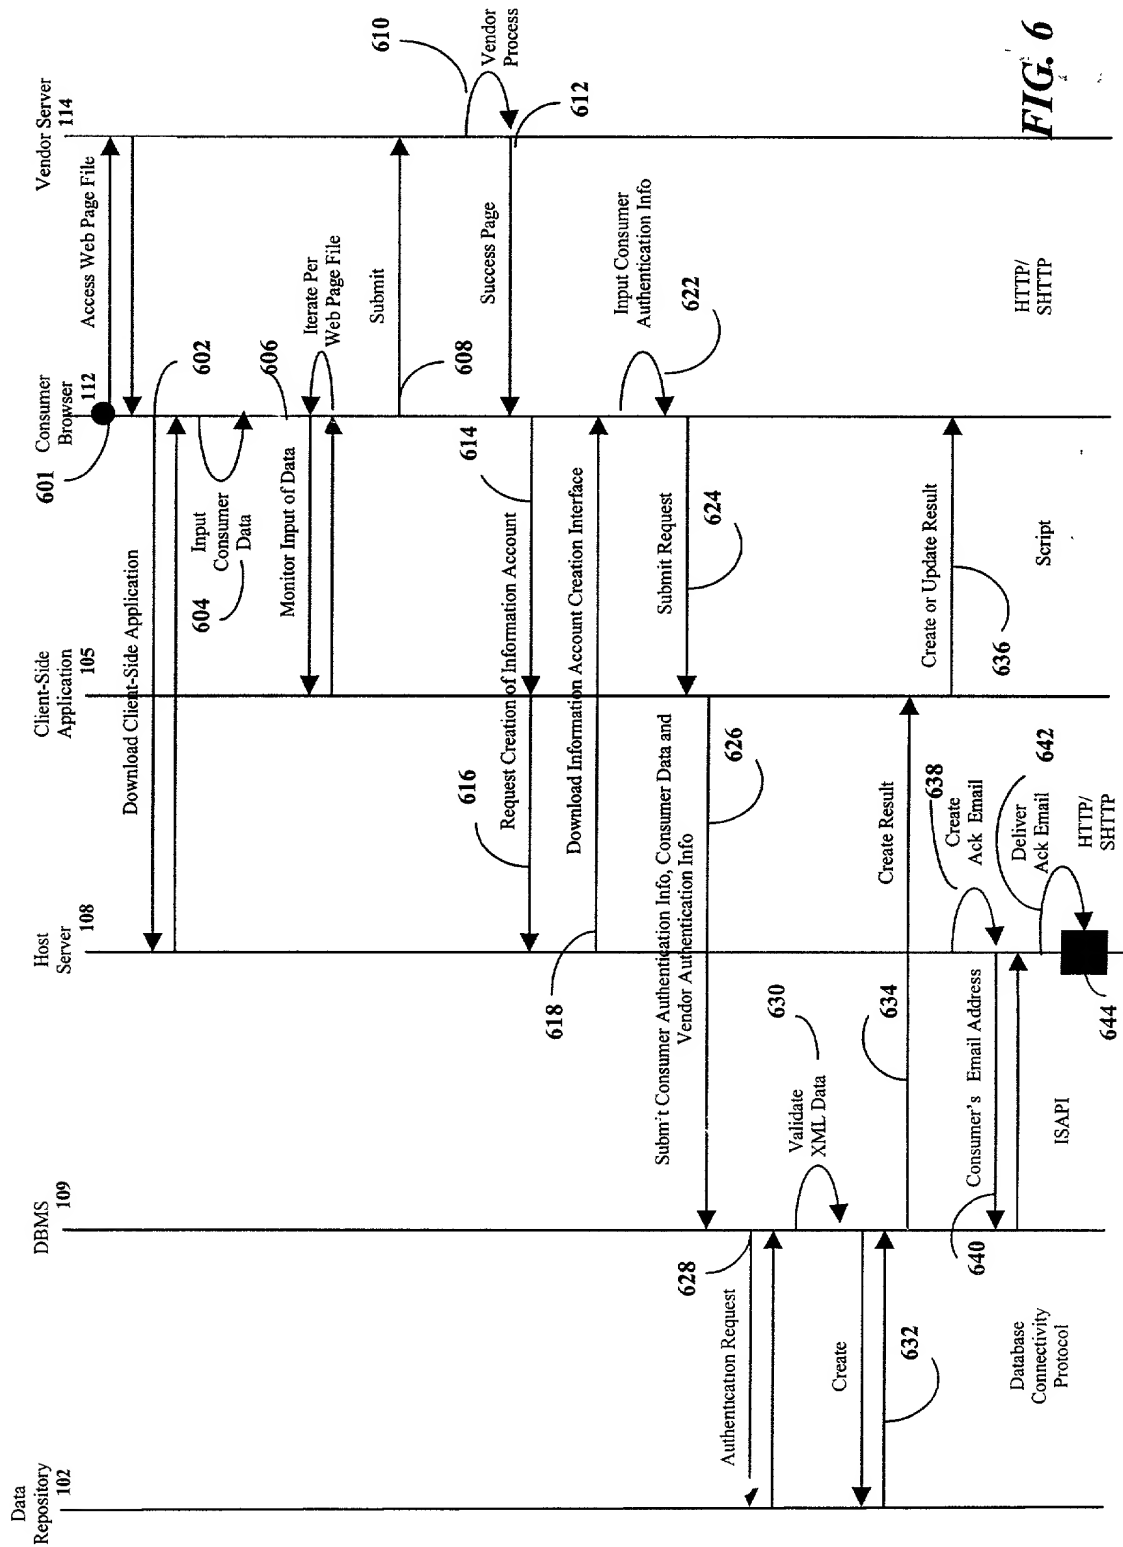 Data
Repository
102
DBMS
109
Host
Server
108
Client-Side
Application
105
Consumer
Browser
112
Vendor Server
114
601
Access Web Page File
602
Download Client-Side Application
Input
Consumer
Data
604
606
Monitor Input of Data
Iterate Per
Web Page File
Submit
608
610
Vendor
Process
612
Success Page
614
616
Request Creation of Information Account
618
Download Information Account Creation Interface
Input Consumer
Authentication Info
622
Submit Request
624
626
Submit Consumer Authentication Info, Consumer Data and
Vendor Authentication Info
628
Authentication Request
630
Validate
XML Data
Create
632
634
Create Result
Create or Update Result
636
638
Create
Ack Email
Consumer's Email Address
640
642
Deliver
Ack Email
644
Database
Connectivity
Protocol
ISAPI
HTTP/
SHTTP
Script
HTTP/
SHTTP
FIG. 6